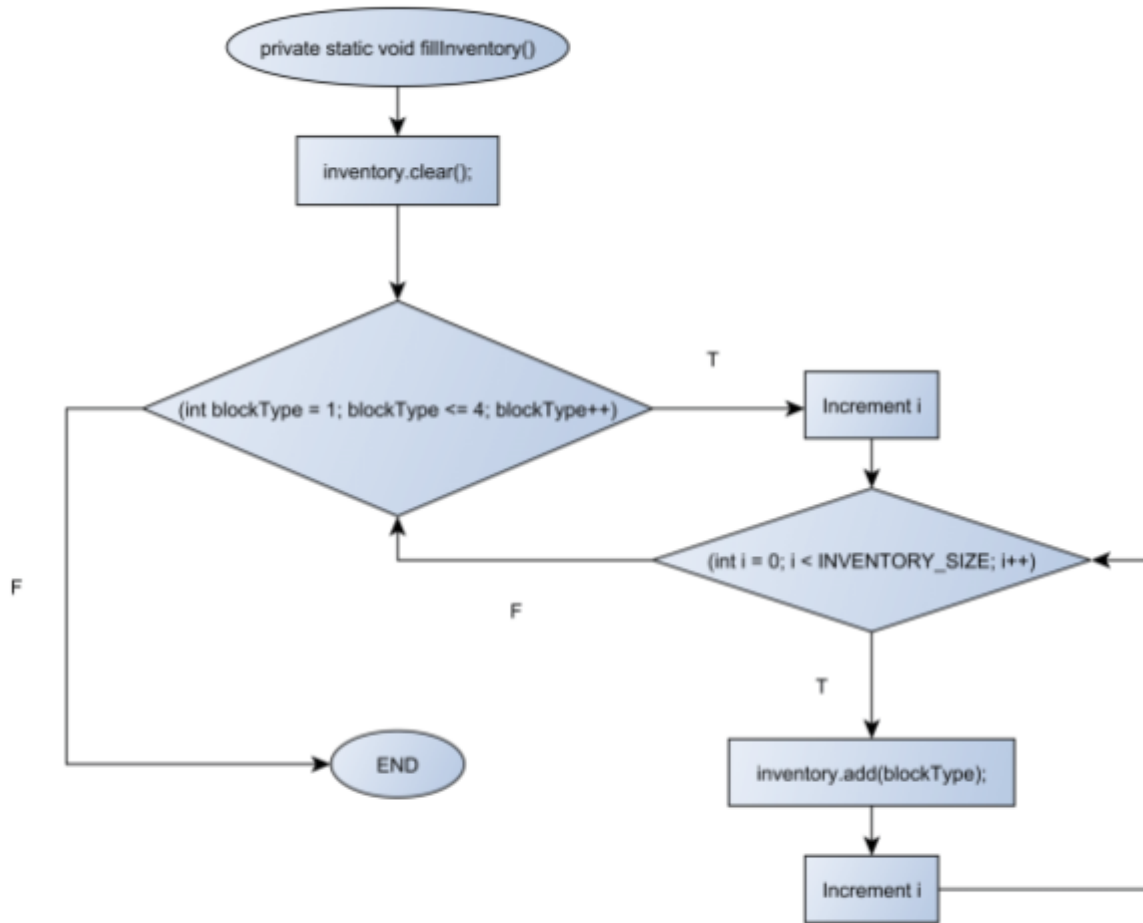 private static void fillInventory()
inventory.clear();
(int blockType = 1; blockType <= 4; blockType++)
T
Increment i
(int i = 0; i < INVENTORY_SIZE; i++)
F
F
T
inventory.add(blockType);
END
Increment i